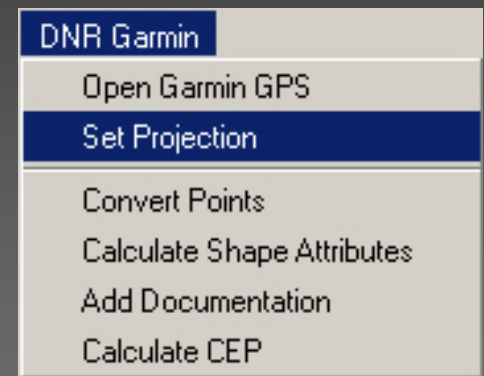 DNR Garmin
Open Garmin GPS
Set Projection
Convert Points
Calculate Shape Attributes
Add Documentation
Calculate CEP